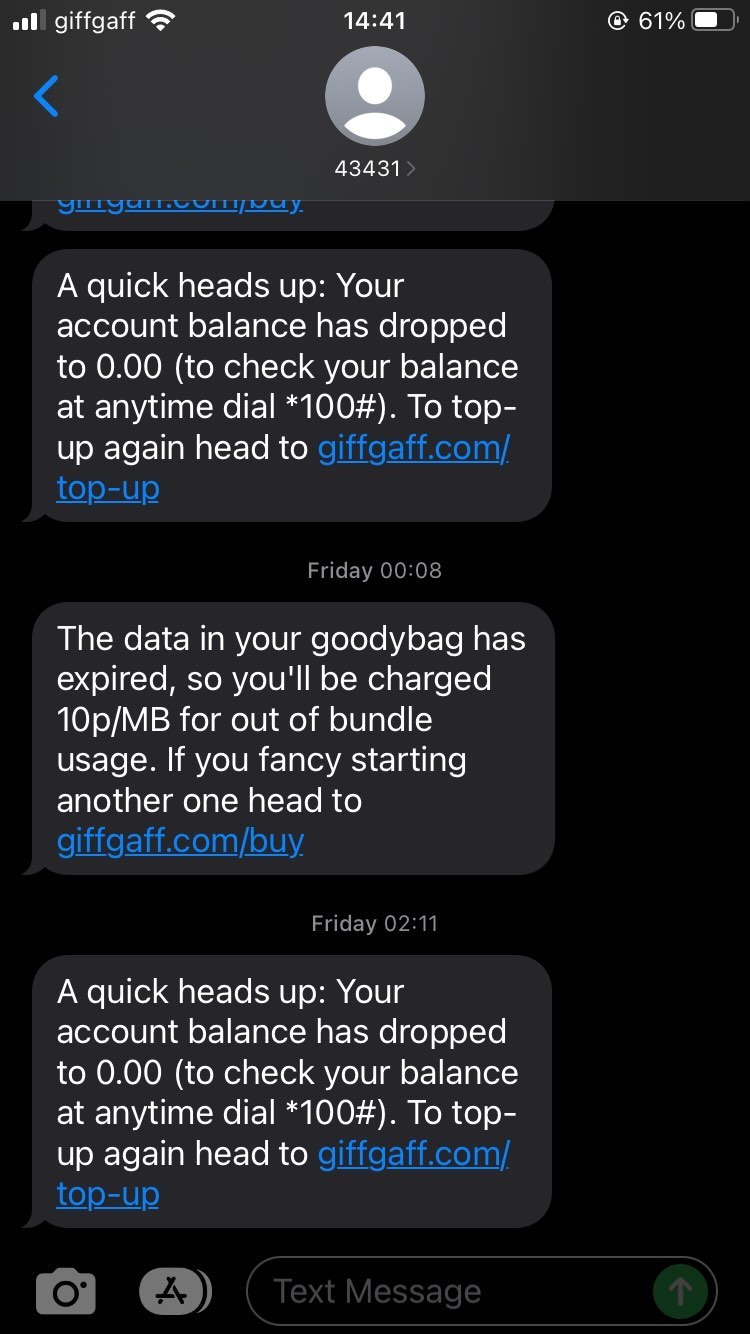 giffgaff
14:41
61%
43431
giffgaff.com/buy
A quick heads up: Your
account balance has dropped
to 0.00 (to check your balance
at anytime dial *100#). To top-
up again head to giffgaff.com/
top-up
Friday 00:08
The data in your goodybag has
expired, so you'll be charged
10p/MB for out of bundle
usage. If you fancy starting
another one head to
giffgaff.com/buy
Friday 02:11
A quick heads up: Your
account balance has dropped
to 0.00 (to check your balance
at anytime dial *100#). To top-
up again head to giffgaff.com/
top-up
Text Message